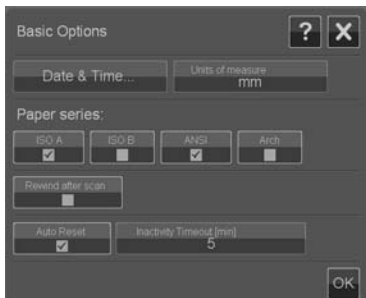 Basic Options
?
X
Date & Time...
Units of measure
mm
Paper series:
ISO A
ISO B
ANSI
Arch
Rewind after scan
Auto Reset
Inactivity Timeout [min]
5
OK